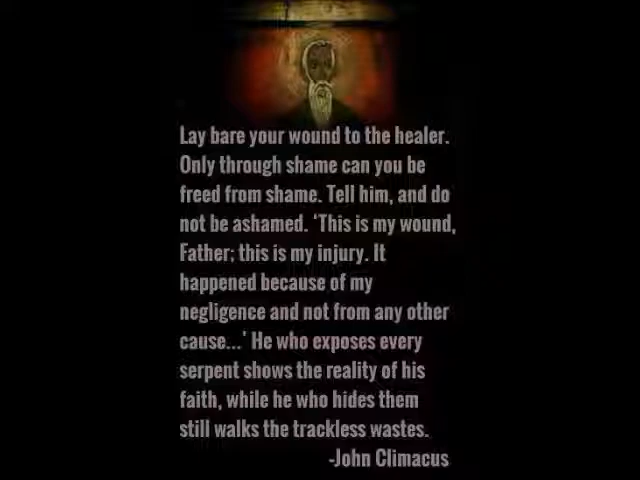 Lay bare your wound to the healer.
Only through shame can you be
freed from shame. Tell him, and do
not be ashamed. 'This is my wound,
Father; this is my injury. It
happened because of my
negligence and not from any other
cause...' He who exposes every
serpent shows the reality of his
faith, while he who hides them
still walks the trackless wastes.
-John Climacus